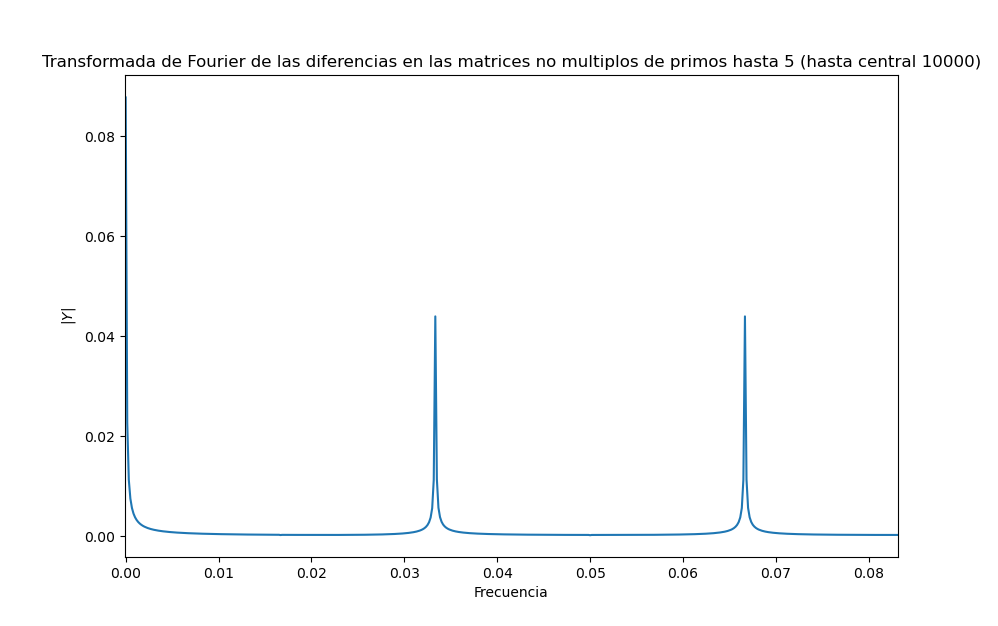 Transformada de Fourier de las diferencias en las matrices no multiplos de primos hasta 5 (hasta central 10000)
0.08
0.06
|Y|
0.04
0.02
0.00
0.00 0.01 0.02 0.03 0.04 0.05 0.06 0.07 0.08
Frecuencia